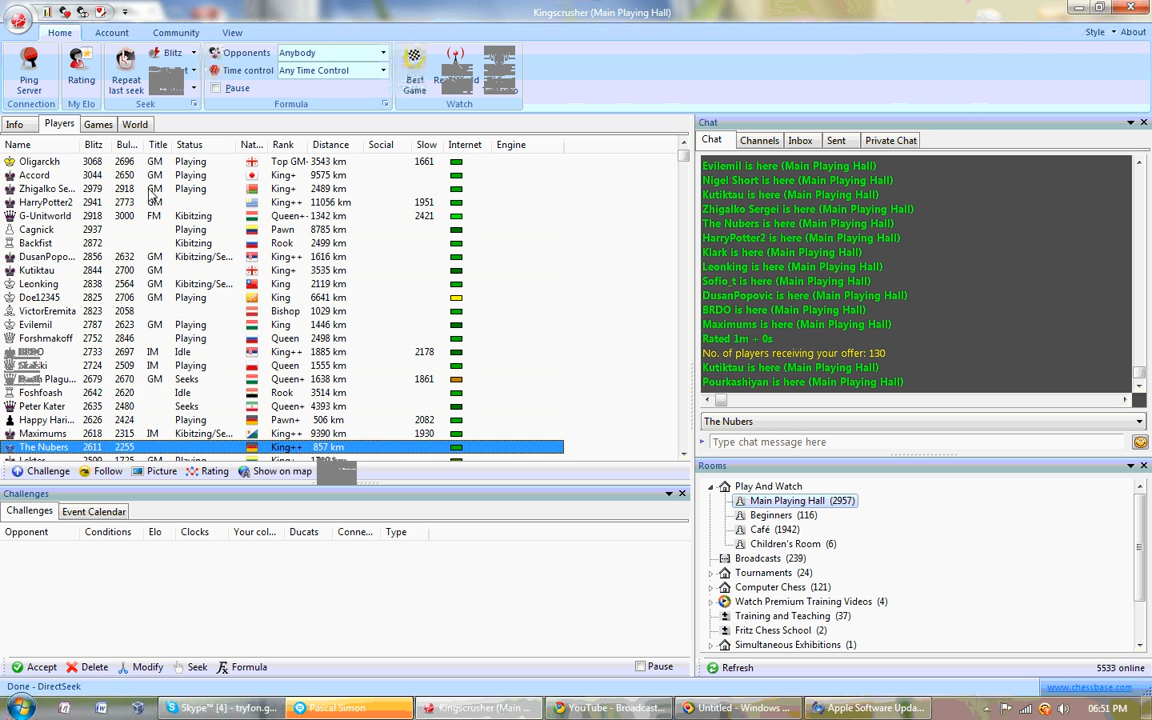 Kingscrusher (Main Playing Hall)
Home Account Community View Style About
Ping Server
Rating
Repeat last seek
Blitz
Opponents Anybody
Time control Any Time Control
Pause
Best Game
Connection My Elo Seek Formula Watch
Info Players Games World
Name Blitz Bul... Title Status Nat... Rank Distance Social Slow Internet Engine
Oligarckh 3068 2696 GM Playing Top GM- 3543 km 1661
Accord 3044 2650 GM Playing King+ 9575 km
Zhigalko Se... 2979 2918 GM Playing King+ 2489 km
HarryPotter2 2941 2773 GM King++ 11056 km 1951
G-Unitworld 2918 3000 FM Kibitzing Queen+- 1342 km 2421
Cagnick 2937 Playing Pawn 8785 km
Backfist 2872 Kibitzing Rook 2499 km
DusanPopo... 2856 2632 GM Kibitzing/Se... King++ 1616 km
Kutiktau 2844 2700 GM King+ 3535 km
Leonking 2838 2564 GM Kibitzing/Se... King++ 2119 km
Doe12345 2825 2706 GM Playing King 6641 km
VictorEremita 2823 2058 Bishop 1029 km
Evilemil 2787 2623 GM Playing King 1446 km
Forshmakoff 2752 2846 Playing Queen 2498 km
BRDO 2733 2697 IM Idle King++ 1885 km 2178
2724 2509 IM Playing Queen 1555 km
Plagu... 2679 2670 GM Seeks Queen+ 1638 km 1861
Foshfoash 2642 2620 Idle Rook 3514 km
Peter Kater 2635 2480 Seeks Queen+ 4393 km
Happy Hari... 2626 2424 Playing Pawn+ 506 km 2082
Maximums 2618 2315 IM Kibitzing/Se... King++ 9390 km 1930
The Nubers 2611 2255 King++ 857 km
Challenge Follow Picture Rating Show on map
Challenges
Challenges Event Calendar
Opponent Conditions Elo Clocks Your col... Ducats Conne... Type
Accept Delete Modify Seek Formula Pause
Chat
Chat Channels Inbox Sent Private Chat
Evilemil is here (Main Playing Hall)
Nigel Short is here (Main Playing Hall)
Kutiktau is here (Main Playing Hall)
Zhigalko Sergei is here (Main Playing Hall)
The Nubers is here (Main Playing Hall)
HarryPotter2 is here (Main Playing Hall)
Klark is here (Main Playing Hall)
Leonking is here (Main Playing Hall)
Sofio_t is here (Main Playing Hall)
DusanPopovic is here (Main Playing Hall)
BRDO is here (Main Playing Hall)
Maximums is here (Main Playing Hall)
Rated 1m + 0s
No. of players receiving your offer: 130
Kutiktau is here (Main Playing Hall)
Pourkashiyan is here (Main Playing Hall)
The Nubers
Type chat message here
Rooms
Play And Watch
Main Playing Hall (2957)
Beginners (116)
Café (1942)
Children's Room (6)
Broadcasts (239)
Tournaments (24)
Computer Chess (121)
Watch Premium Training Videos (4)
Training and Teaching (37)
Fritz Chess School (2)
Simultaneous Exhibitions (1)
Refresh 5533 online
Done - DirectSeek
www.chessbase.com
Skype™ [4] - tryfon.g... Pascal Simon Kingscrusher (Main ... YouTube - Broadcast... Untitled - Windows ... Apple Software Upda... 06:51 PM